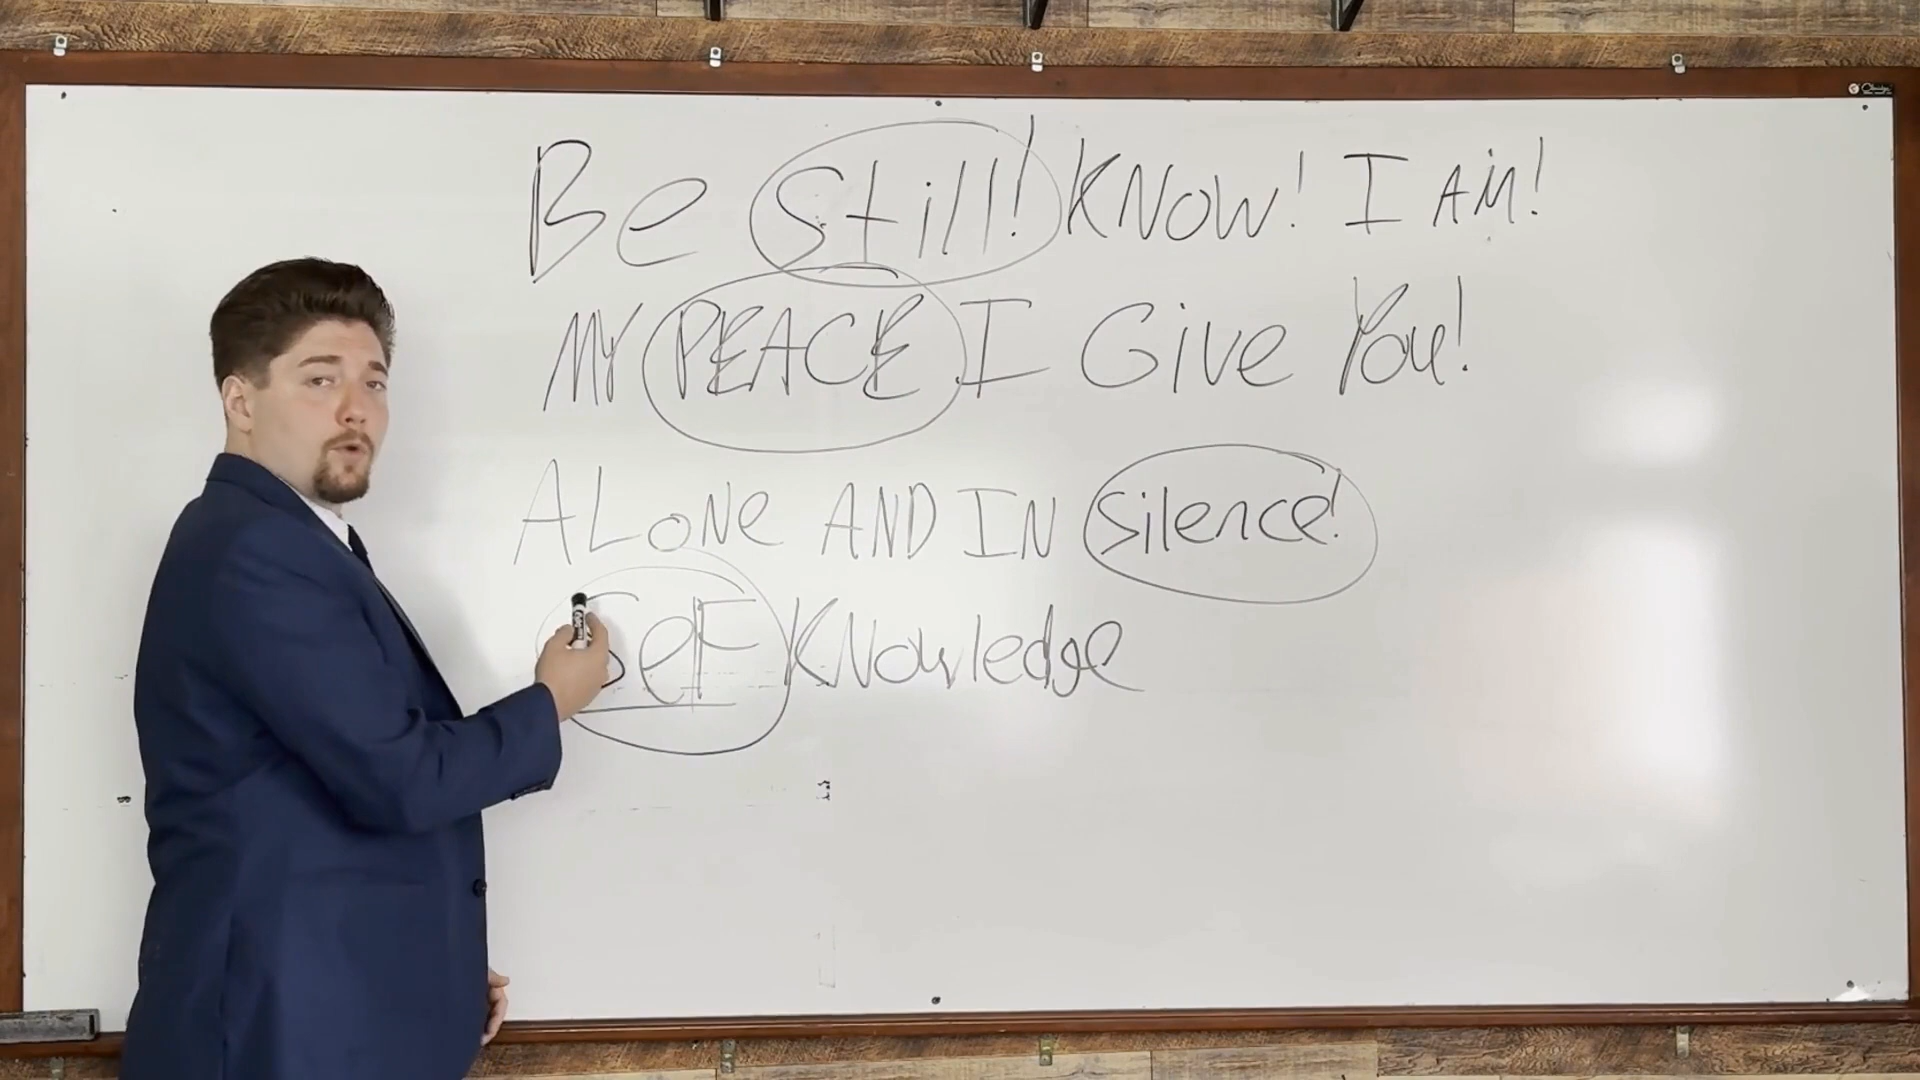 Be Still! KNOW! I AM!
MY PEACE I Give You!
ALONE AND IN Silence!
SelF KNowledge